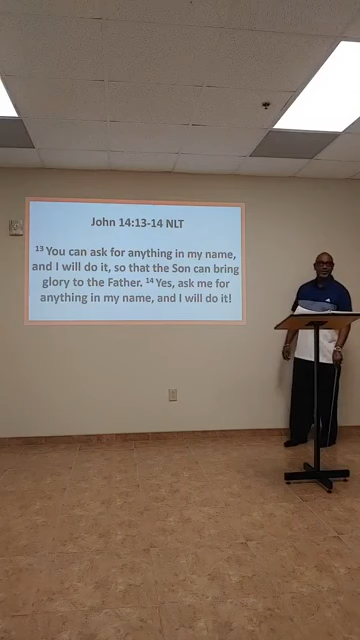 John 14:13-14 NLT
13 You can ask for anything in my name,
and I will do it, so that the Son can bring
glory to the Father. 14 Yes, ask me for
anything in my name, and I will do it!